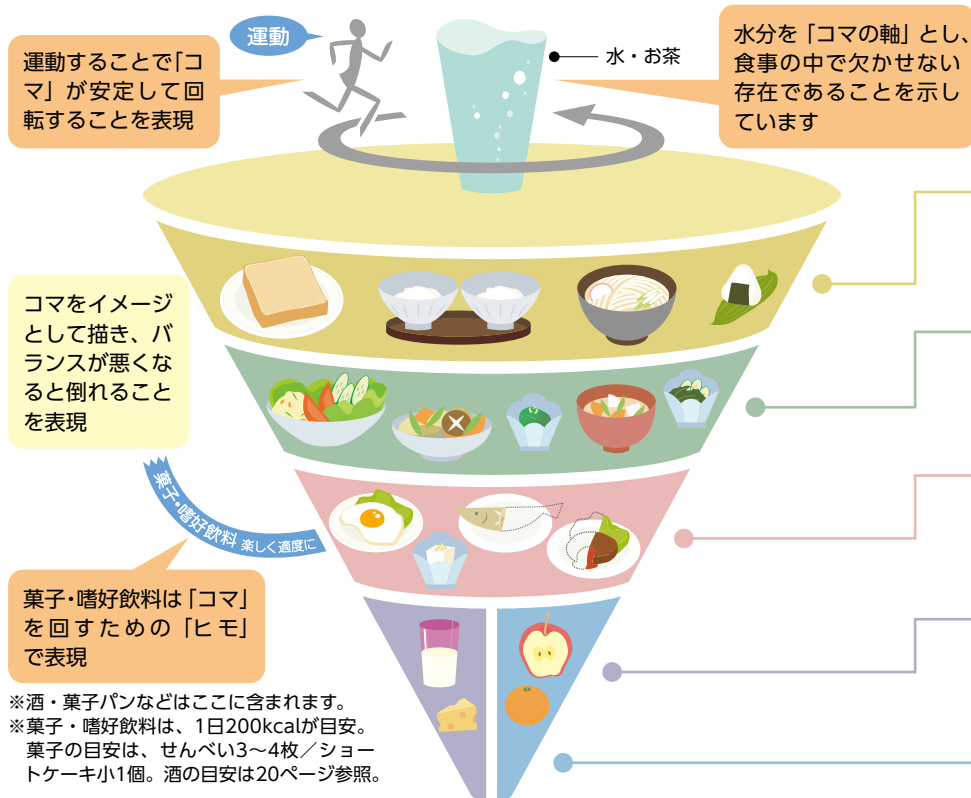 運動することで「コ
マ」が安定して回
転することを表現
運動
水・お茶
水分を「コマの軸」とし、
食事の中で欠かせない
存在であることを示し
ています
コマをイメージ
として描き、バ
ランスが悪くな
ると倒れること
を表現
菓子・嗜好飲料 楽しく適度に
菓子・嗜好飲料は「コマ」
を回すための「ヒモ」
で表現
※酒・菓子パンなどはここに含まれます。
※菓子・嗜好飲料は、1日200kcalが目安。
菓子の目安は、せんべい3〜4枚／ショー
トケーキ小1個。酒の目安は20ページ参照。